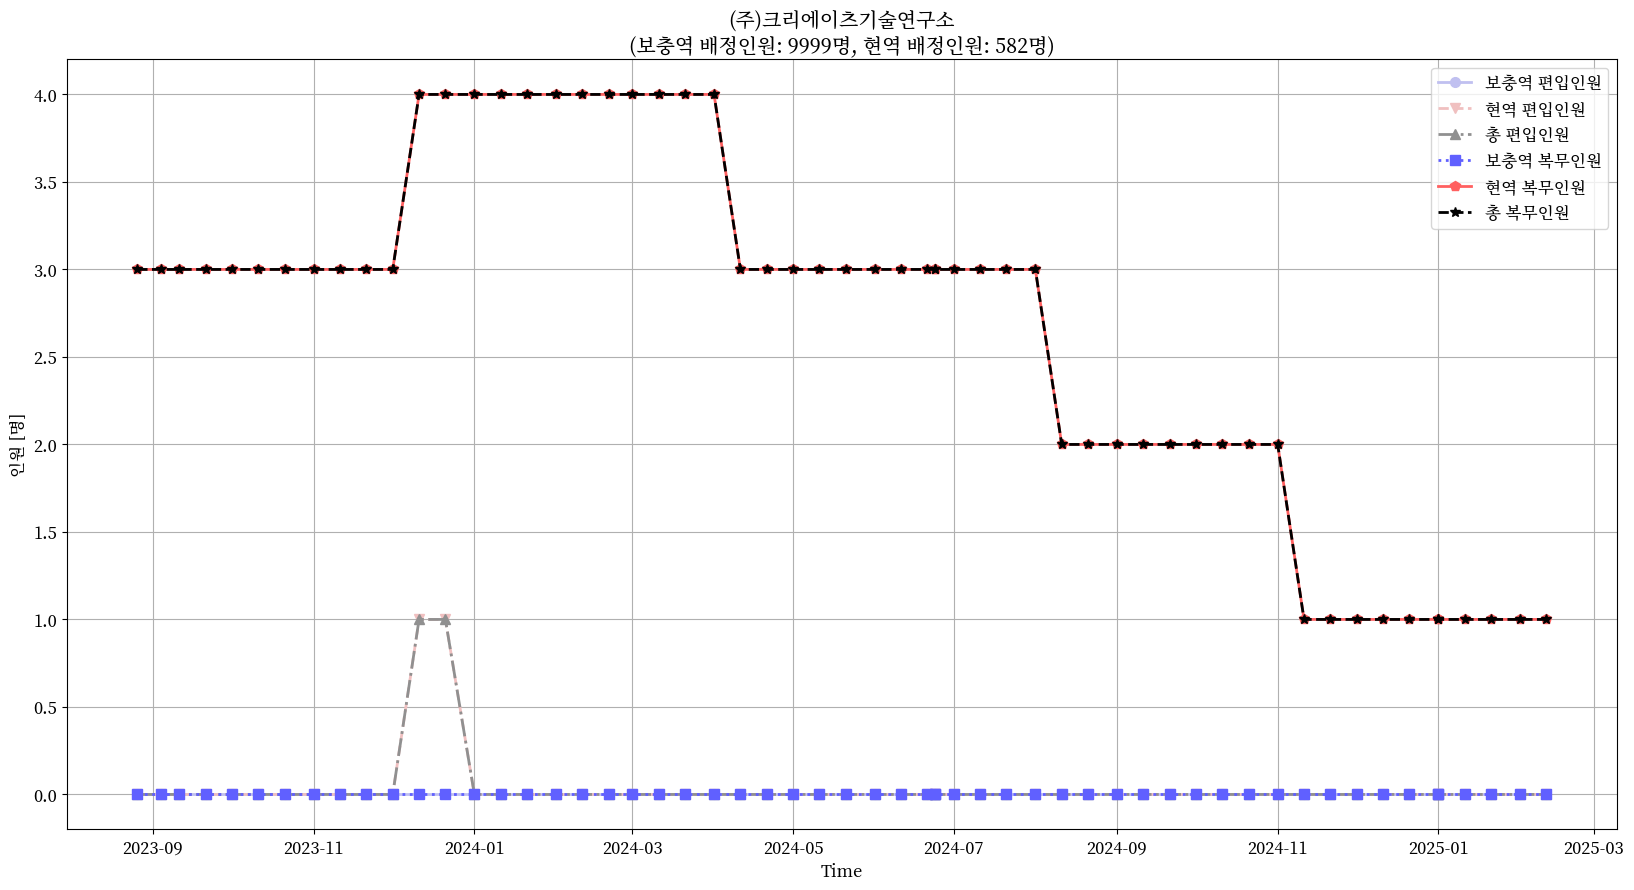 (주)크리에이츠기술연구소
(보충역 배정인원: 9999명, 현역 배정인원: 582명)
보충역 편입인원
현역 편입인원
총 편입인원
보충역 복무인원
현역 복무인원
총 복무인원
인원 [명]
4.0
3.5
3.0
2.5
2.0
1.5
1.0
0.5
0.0
2023-09
2023-11
2024-01
2024-03
2024-05
2024-07
2024-09
2024-11
2025-01
2025-03
Time